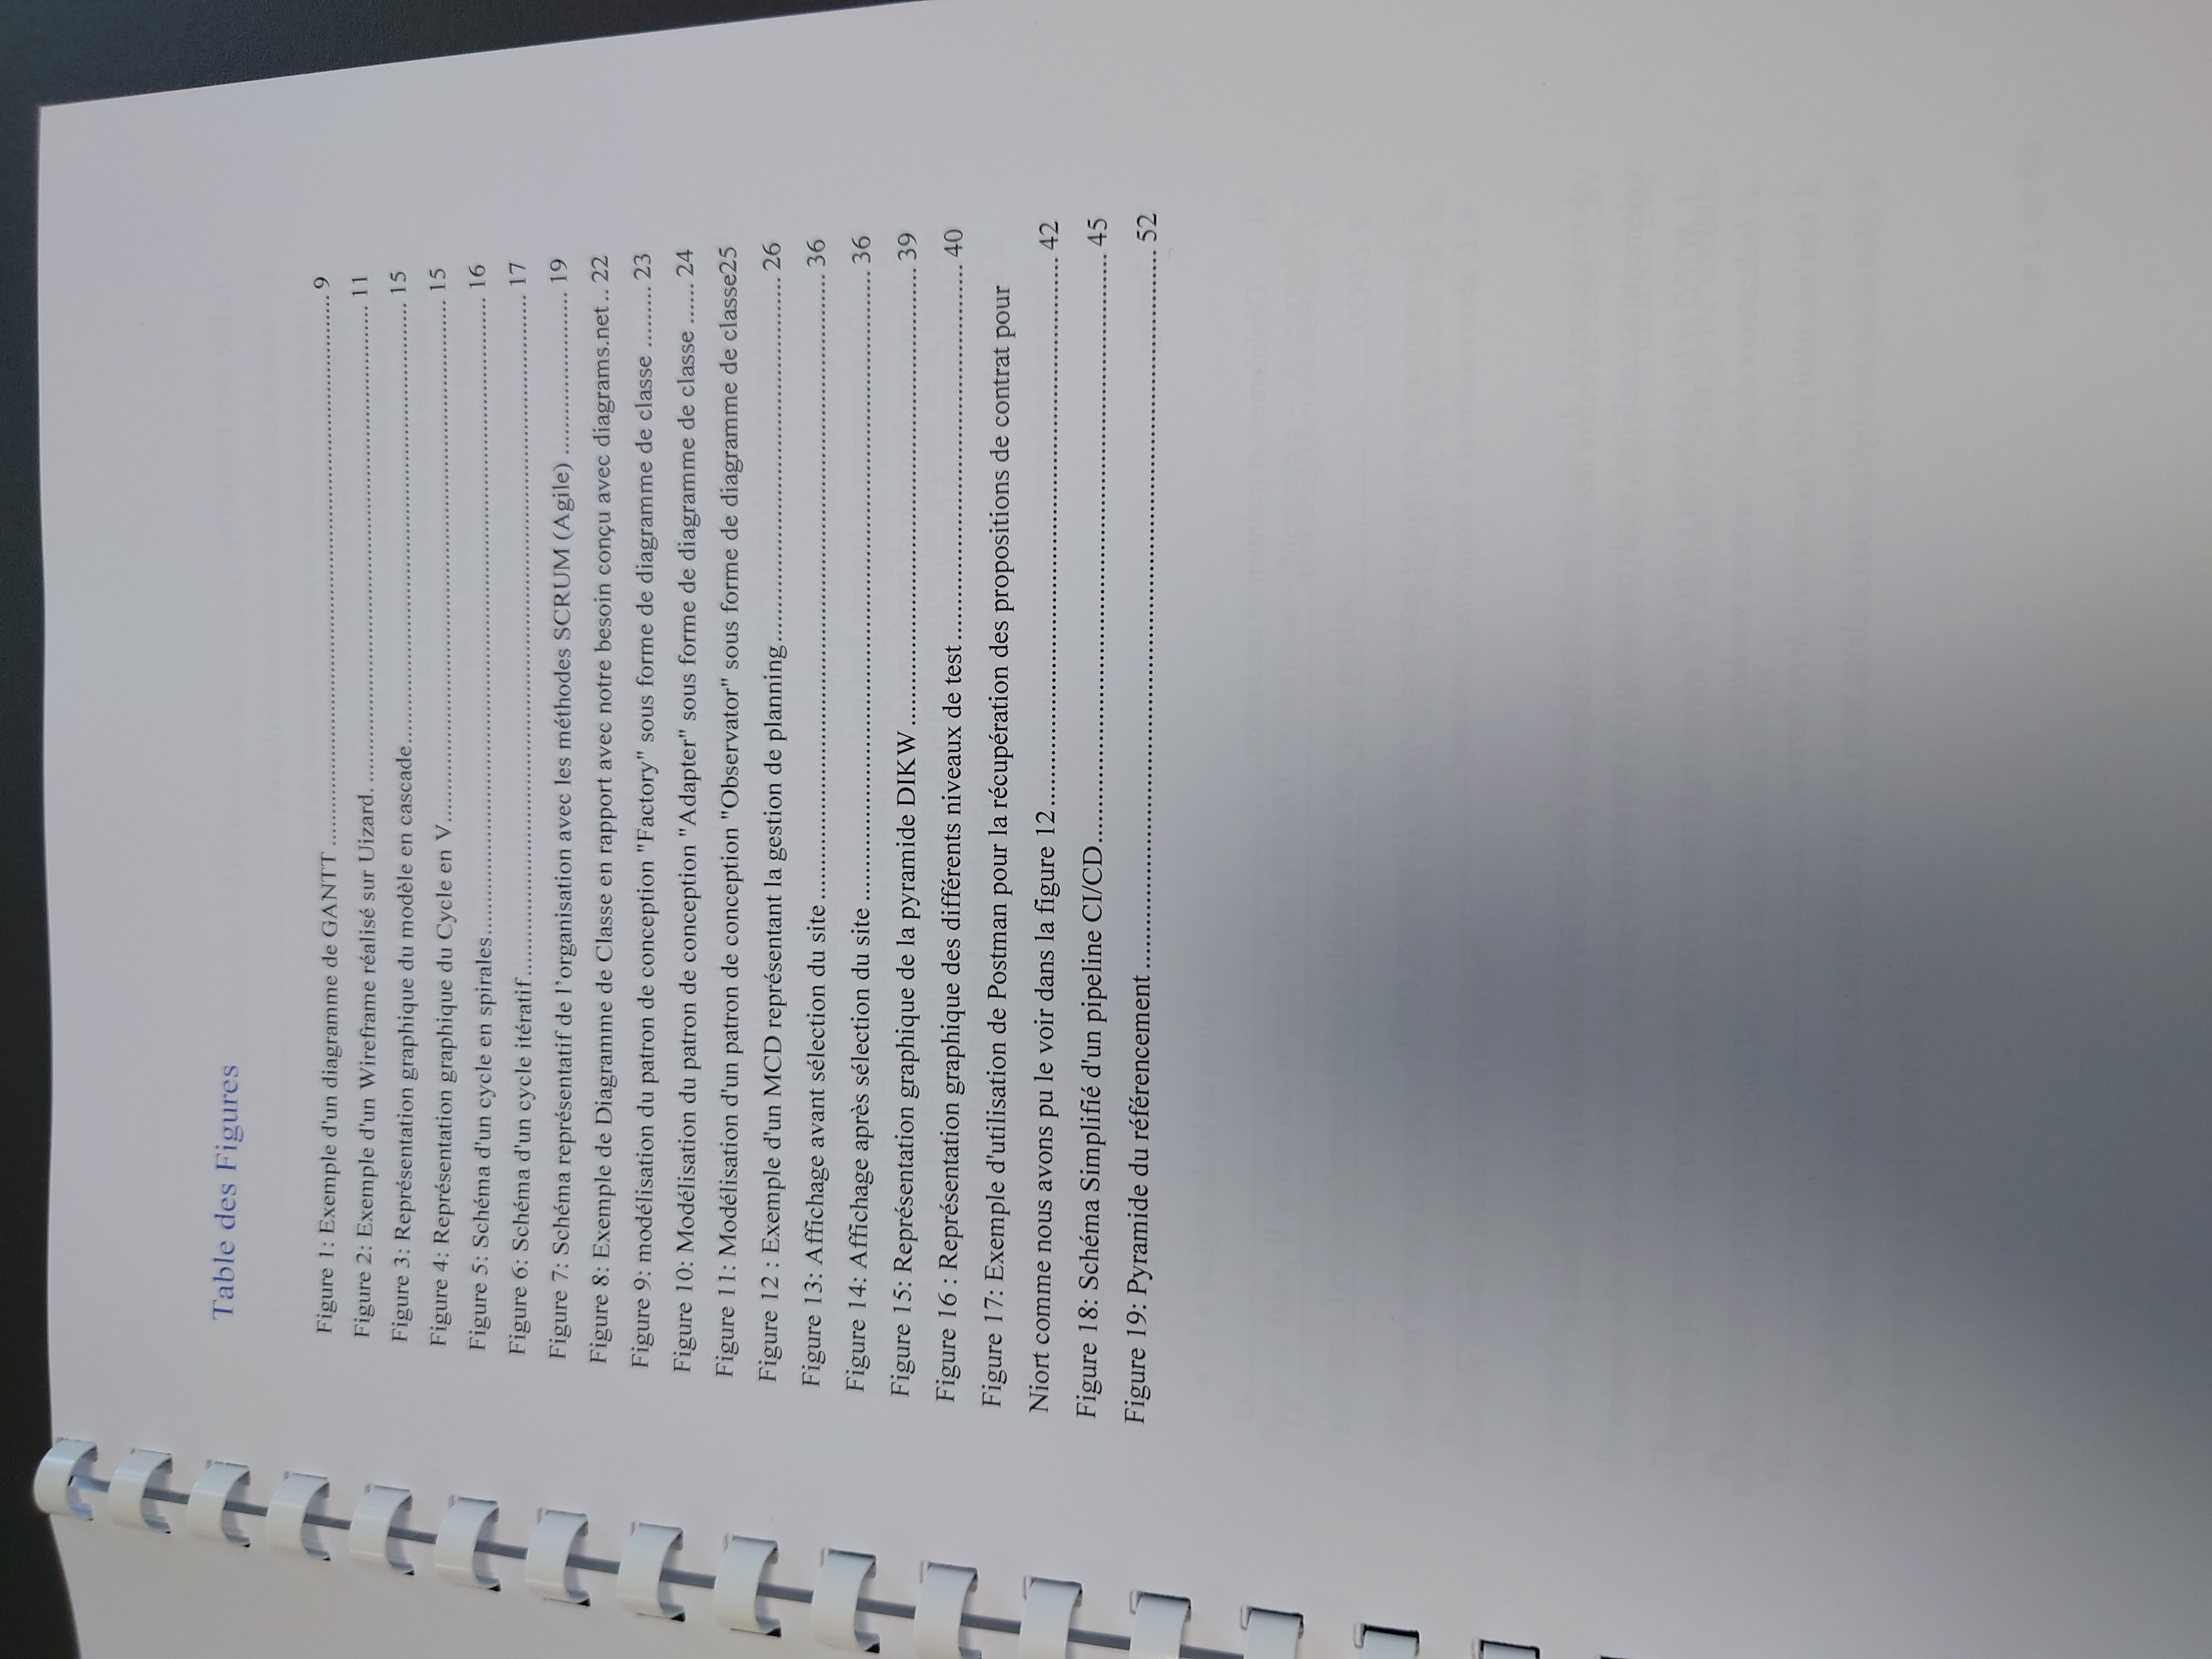 Table des Figures
Figure 1: Exemple d'un diagramme de GANTT ........................................ 9
Figure 2: Exemple d'un Wireframe réalisé sur Uizard. ........................................ 11
Figure 3: Représentation graphique du modèle en cascade........................................ 15
Figure 4: Représentation graphique du Cycle en V........................................ 15
Figure 5: Schéma d'un cycle en spirales........................................ 16
Figure 6: Schéma d'un cycle itératif........................................ 17
Figure 7: Schéma représentatif de l’organisation avec les méthodes SCRUM (Agile) ........................ 19
Figure 8: Exemple de Diagramme de Classe en rapport avec notre besoin conçu avec diagrams.net .. 22
Figure 9: modélisation du patron de conception "Factory" sous forme de diagramme de classe ......... 23
Figure 10: Modélisation du patron de conception "Adapter" sous forme de diagramme de classe ...... 24
Figure 11: Modélisation d'un patron de conception "Observator" sous forme de diagramme de classe25
Figure 12 : Exemple d'un MCD représentant la gestion de planning........................................ 26
Figure 13: Affichage avant sélection du site ........................................ 36
Figure 14: Affichage après sélection du site ........................................ 36
Figure 15: Représentation graphique de la pyramide DIKW ........................................ 39
Figure 16 : Représentation graphique des différents niveaux de test ........................................ 40
Figure 17: Exemple d'utilisation de Postman pour la récupération des propositions de contrat pour
Niort comme nous avons pu le voir dans la figure 12........................................ 42
Figure 18: Schéma Simplifié d'un pipeline CI/CD........................................ 45
Figure 19: Pyramide du référencement ........................................ 52